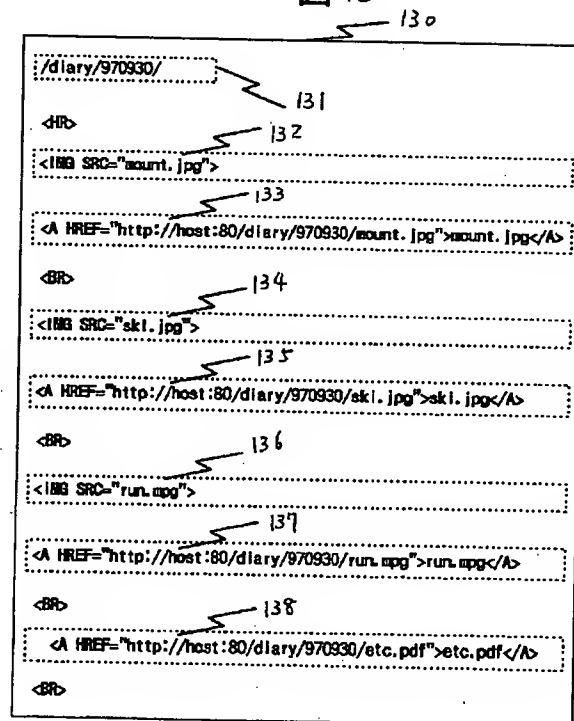 130
/diary/970930/
131
<HR>
132
<IMG SRC="mount.jpg">
133
<A HREF="http://host:80/diary/970930/mount.jpg">mount.jpg</A>
<BR>
134
<IMG SRC="ski.jpg">
135
<A HREF="http://host:80/diary/970930/ski.jpg">ski.jpg</A>
<BR>
136
<IMG SRC="run.mpg">
137
<A HREF="http://host:80/diary/970930/run.mpg">run.mpg</A>
<BR>
138
<A HREF="http://host:80/diary/970930/etc.pdf">etc.pdf</A>
<BR>